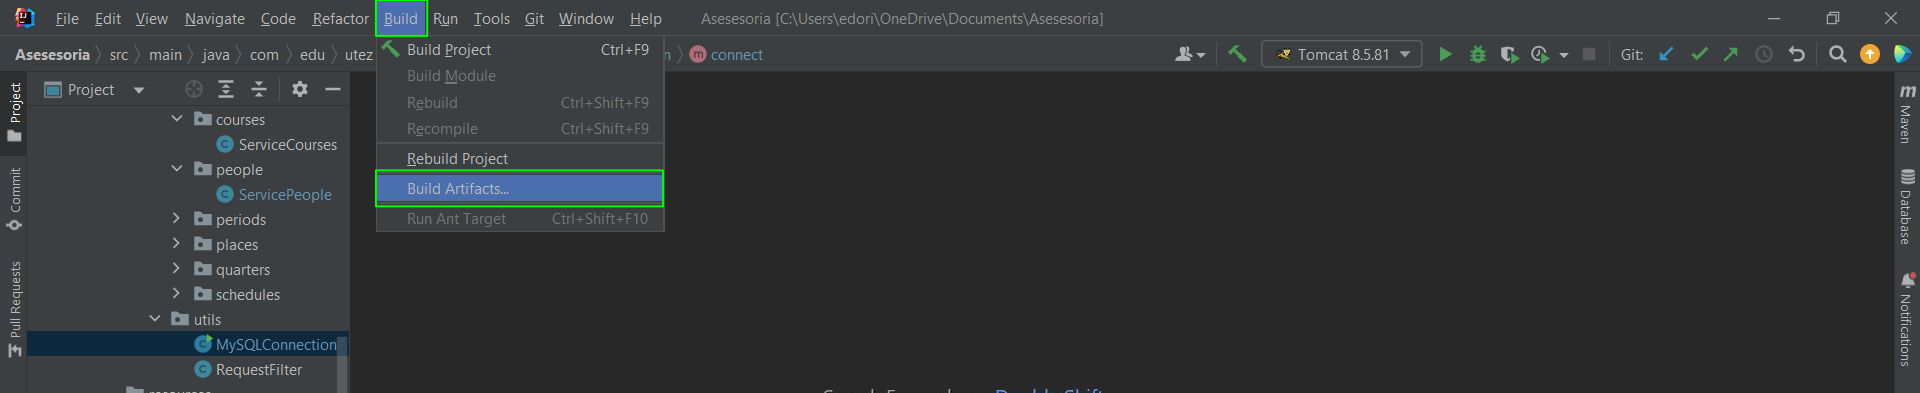 File Edit View Navigate Code Refactor Build Run Tools Git Window Help Asesesoria [C:\Users\edori\OneDrive\Documents\Asesesoria]
Asesesoria src main java com edu utez n m connect Tomcat 8.5.81 Git:
Build Project Ctrl+F9
Build Module
Rebuild Ctrl+Shift+F9
Recompile Ctrl+Shift+F9
Rebuild Project
Build Artifacts...
Run Ant Target Ctrl+Shift+F10
Project
Commit
Pull Requests
Project
courses
C ServiceCourses
people
C ServicePeople
periods
places
quarters
schedules
utils
C MySQLConnection
C RequestFilter
resources
Double Shift
m Maven
Database
Notifications